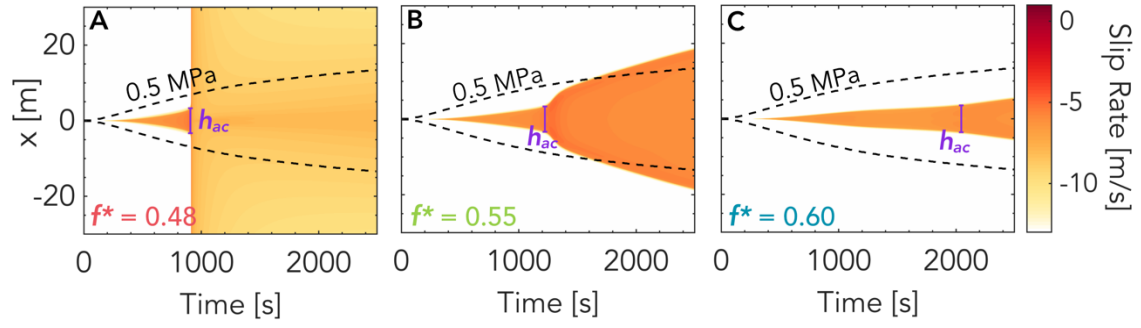 A
B
C
20
0
-20
x [m]
0.5 MPa
0.5 MPa
0.5 MPa
h_ac
h_ac
h_ac
f* = 0.48
f* = 0.55
f* = 0.60
0 1000 2000
0 1000 2000
0 1000 2000
Time [s]
Time [s]
Time [s]
0
-5
-10
Slip Rate [m/s]